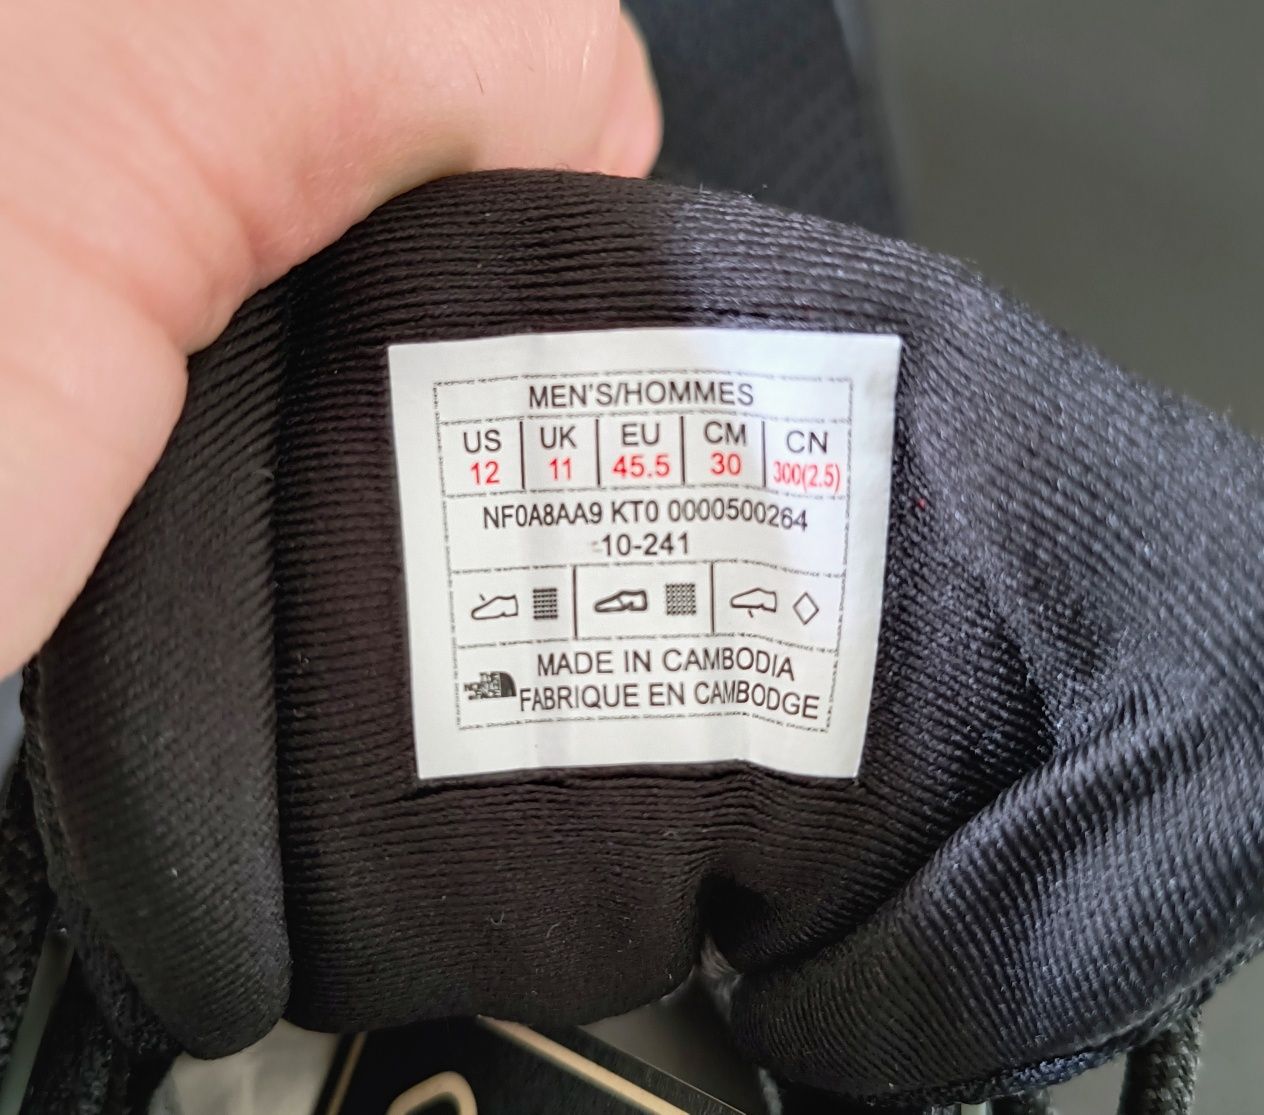 MEN'S/HOMMES
US UK EU CM CN
12 11 45.5 30 300(2.5)
NF0A8AA9 KT0 0000500264
-10-241
MADE IN CAMBODIA
FABRIQUE EN CAMBODGE